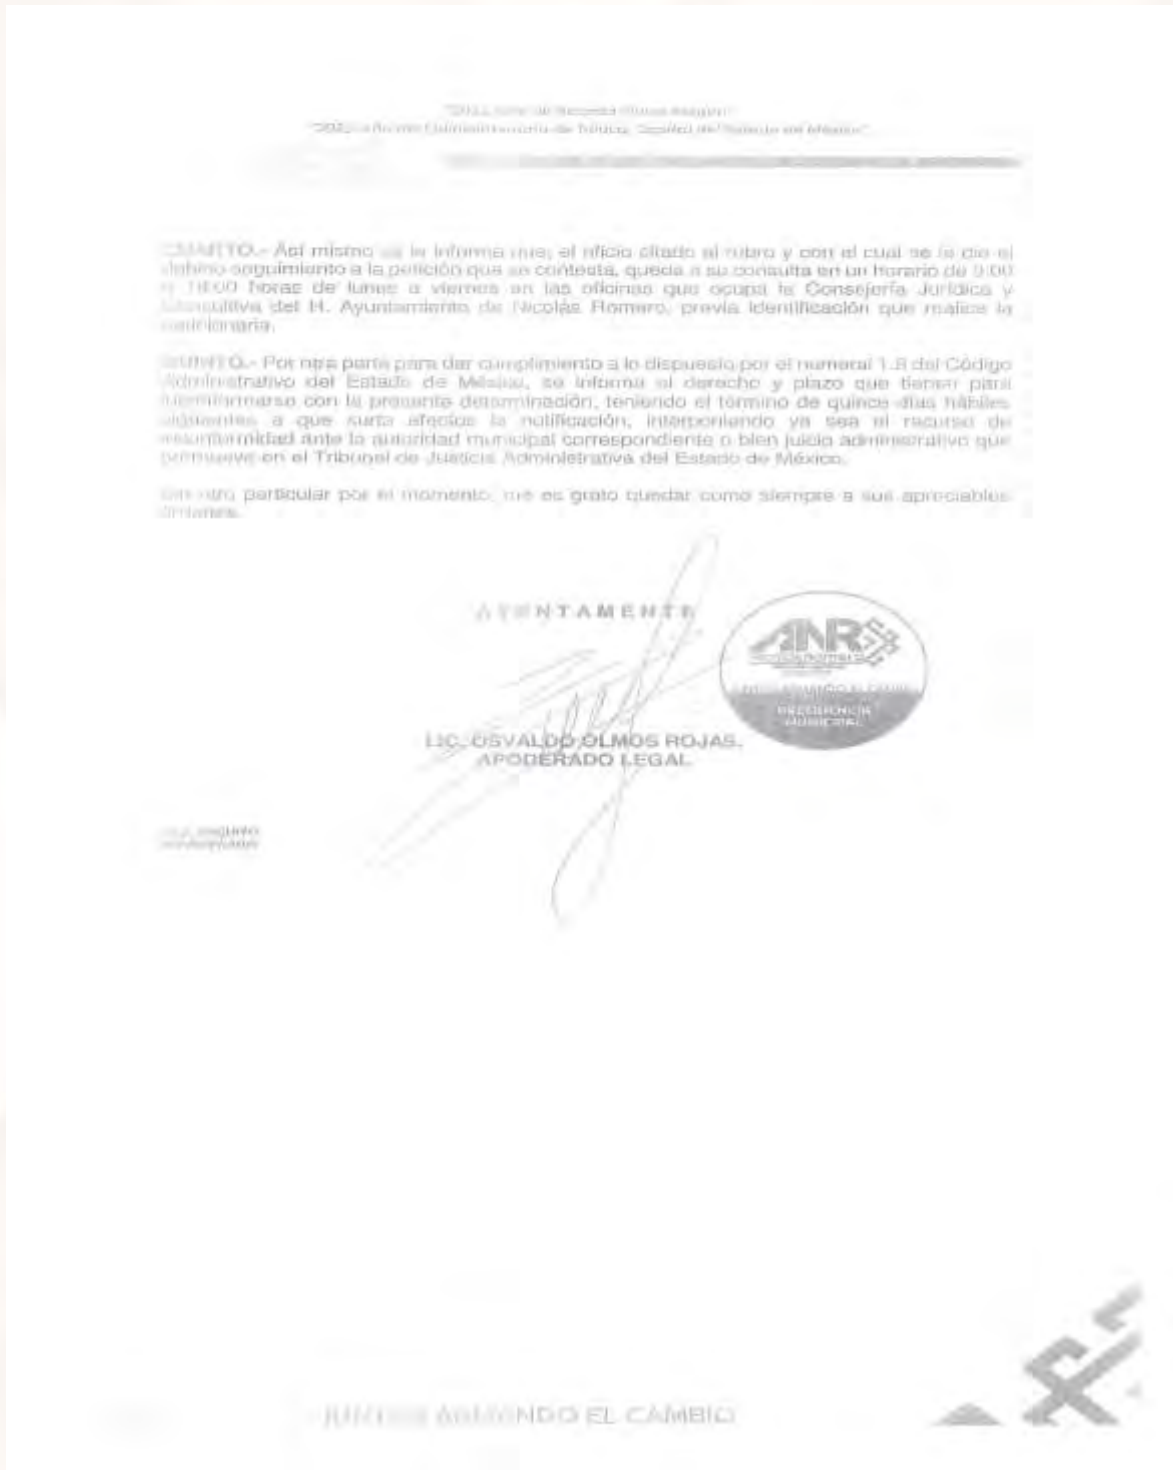 "2022, Año del Quincentenario de Toluca, Capital del Estado de México"
CUARTO.- Así mismo se le informa que, el oficio citado al rubro y con el cual se le dio el
debido seguimiento a la petición que se contesta, queda a su consulta en un horario de 9:00
a 18:00 horas de lunes a viernes en las oficinas que ocupa la Consejería Jurídica y
Consultiva del H. Ayuntamiento de Nicolás Romero, previa identificación que realice la
peticionaria.
QUINTO.- Por otra parte para dar cumplimiento a lo dispuesto por el numeral 1.8 del Código
Administrativo del Estado de México, se informa el derecho y plazo que tienen para
inconformarse con la presente determinación, teniendo el término de quince días hábiles
siguientes a que surta efectos la notificación, interponiendo ya sea el recurso de
inconformidad ante la autoridad municipal correspondiente o bien juicio administrativo que
promueve en el Tribunal de Justicia Administrativa del Estado de México.
Sin otro particular por el momento, me es grato quedar como siempre a sus apreciables
órdenes.
ATENTAMENTE
ANR
PRESIDENCIA
MUNICIPAL
LIC. OSVALDO OLMOS ROJAS.
APODERADO LEGAL
JUNTOS ARMANDO EL CAMBIO